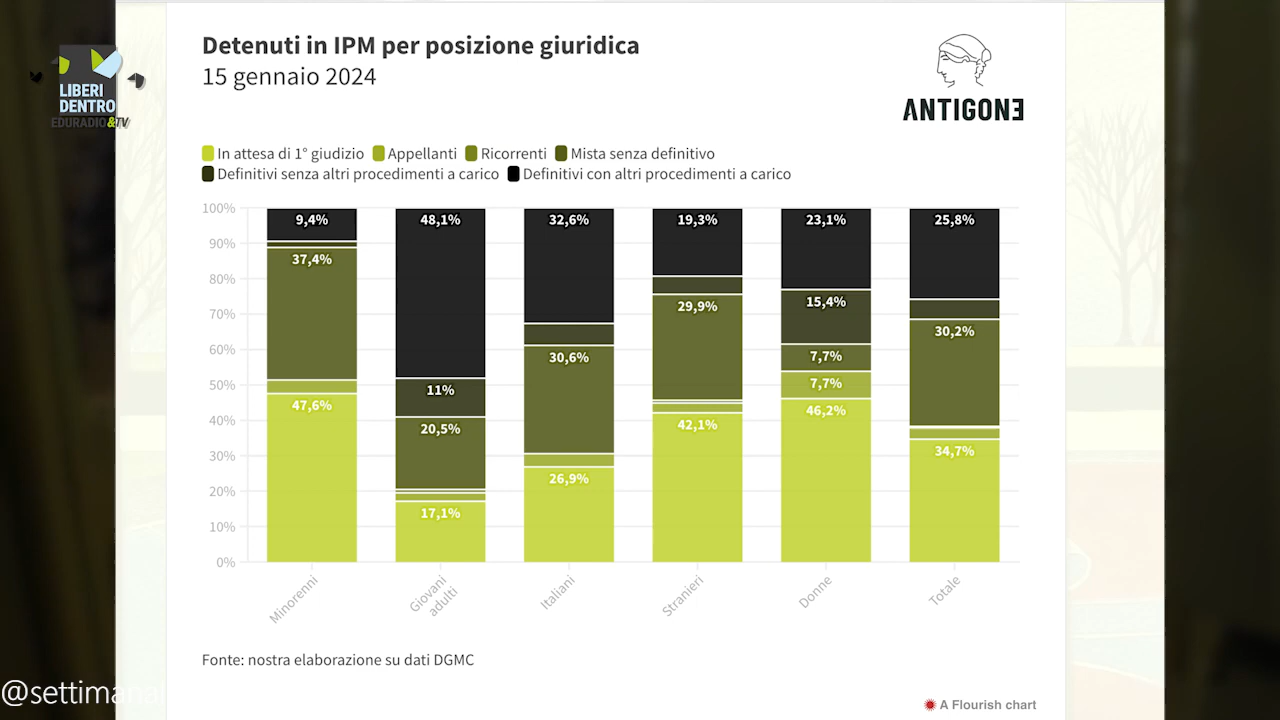 Detenuti in IPM per posizione giuridica
15 gennaio 2024
LIBERI
DENTRO
EDURADIO&TV
ANTIGONE
In attesa di 1° giudizio Appellanti Ricorrenti Mista senza definitivo
Definitivi senza altri procedimenti a carico Definitivi con altri procedimenti a carico
100%
90%
80%
70%
60%
50%
40%
30%
20%
10%
0%
9,4%
37,4%
47,6%
48,1%
11%
20,5%
17,1%
32,6%
30,6%
26,9%
19,3%
29,9%
42,1%
23,1%
15,4%
7,7%
7,7%
46,2%
25,8%
30,2%
34,7%
Minorenni
Giovani
adulti
Italiani
Stranieri
Donne
Totale
Fonte: nostra elaborazione su dati DGMC
A Flourish chart